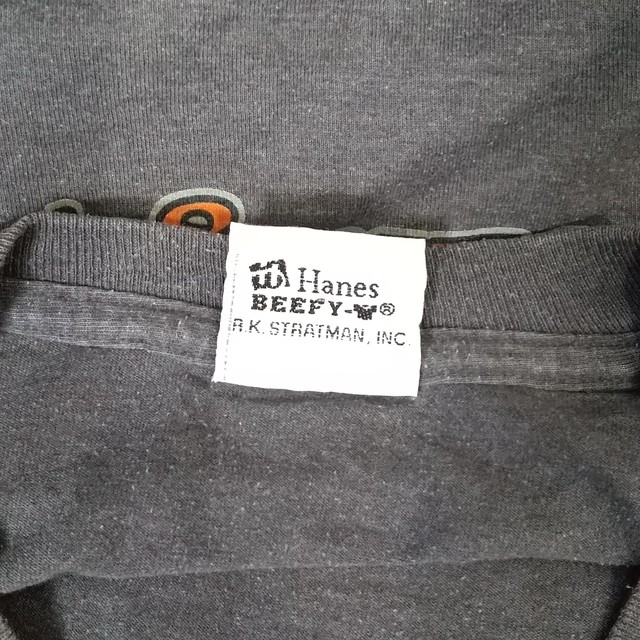 Hanes
BEEFY-®
R.K. STRATMAN, INC.